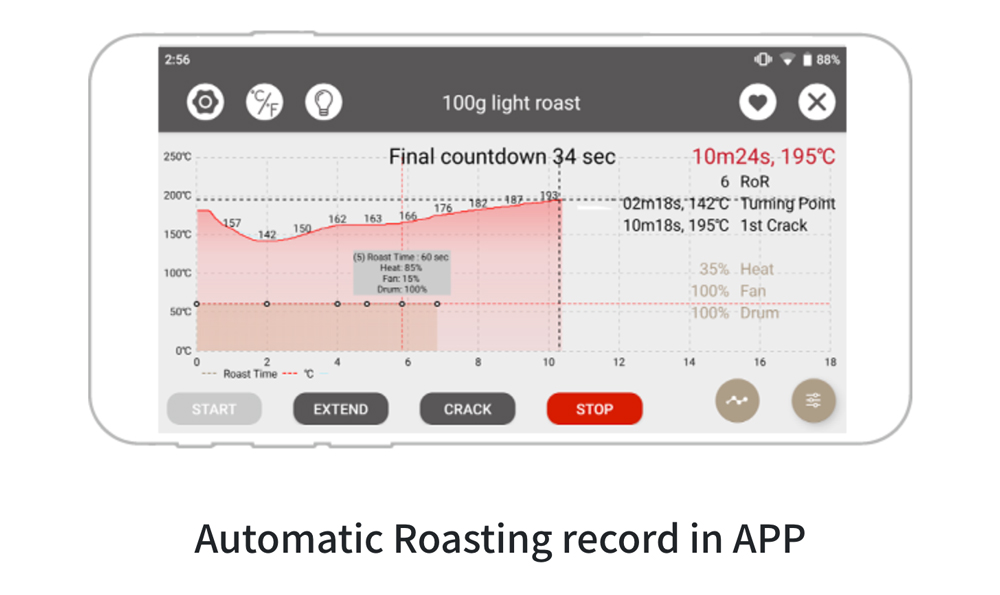 2:56
88%
°C/°F
100g light roast
Final countdown 34 sec
10m24s, 195℃
6 RoR
02m18s, 142℃ Turning Point
10m18s, 195℃ 1st Crack
35% Heat
100% Fan
100% Drum
250℃
200℃
150℃
100℃
50℃
0℃
157
142
150
162
163
166
176
182
187
193
(5) Roast Time : 60 sec
Heat: 85%
Fan: 15%
Drum: 100%
0 2 4 6 8 10 12 14 16 18
Roast Time ℃
START
EXTEND
CRACK
STOP
Automatic Roasting record in APP